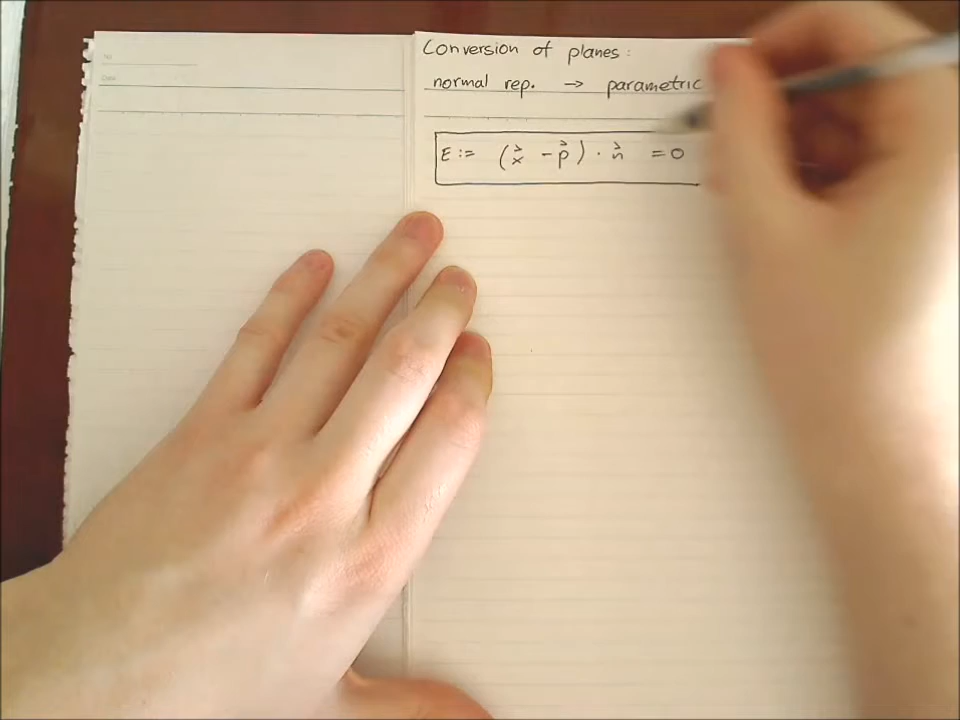 Conversion of planes:
normal rep. → parametric
E:= (x⃗ - p⃗) · n⃗ = 0